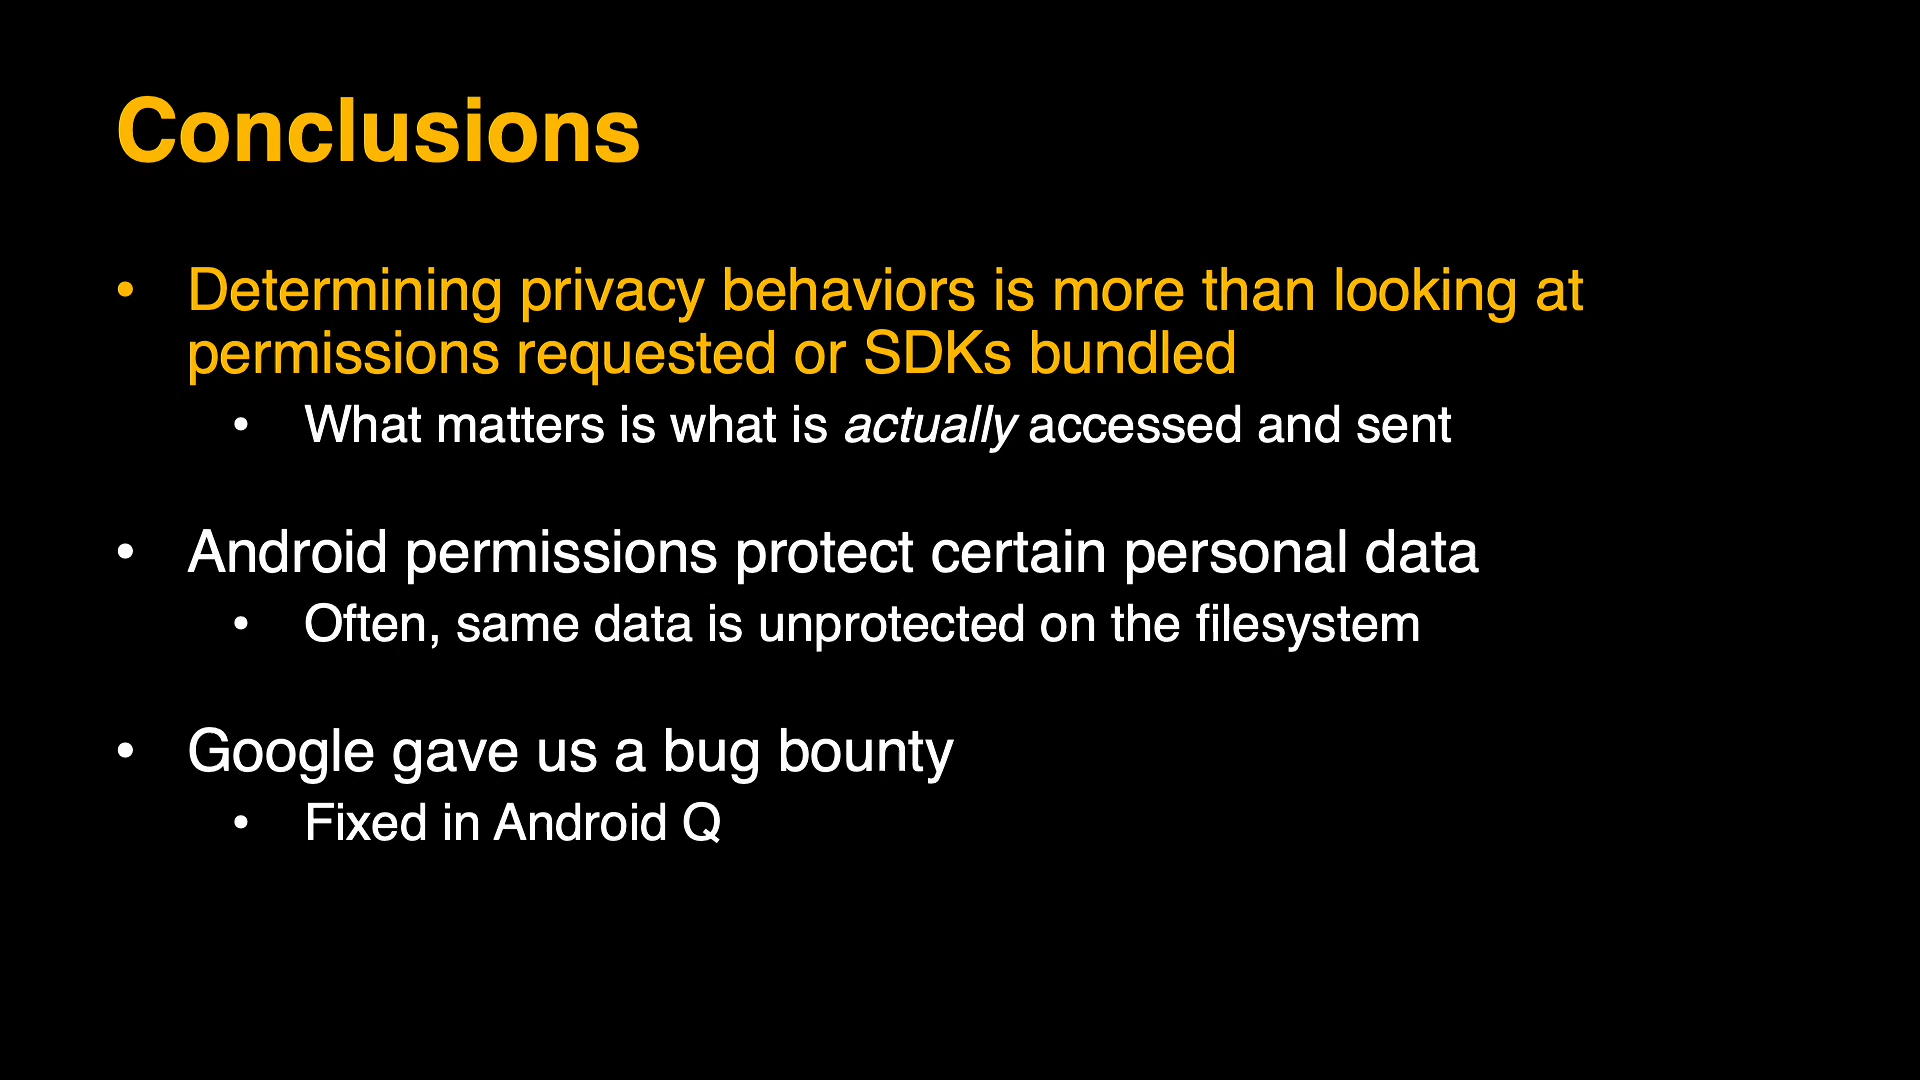 Conclusions
• Determining privacy behaviors is more than looking at
permissions requested or SDKs bundled
• What matters is what is actually accessed and sent
• Android permissions protect certain personal data
• Often, same data is unprotected on the filesystem
• Google gave us a bug bounty
• Fixed in Android Q